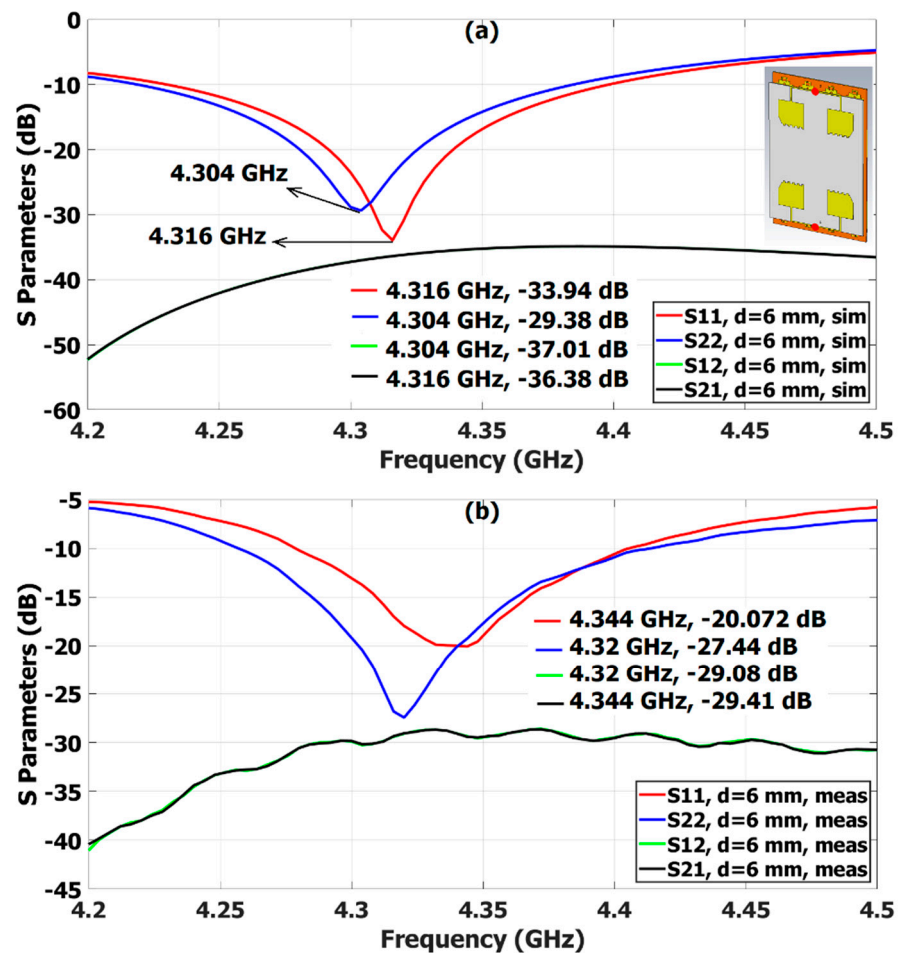 (a)
0
-10
-20
-30
-40
-50
-60
S Parameters (dB)
4.304 GHz
4.316 GHz
4.316 GHz, -33.94 dB
4.304 GHz, -29.38 dB
4.304 GHz, -37.01 dB
4.316 GHz, -36.38 dB
S11, d=6 mm, sim
S22, d=6 mm, sim
S12, d=6 mm, sim
S21, d=6 mm, sim
4.2 4.25 4.3 4.35 4.4 4.45 4.5
Frequency (GHz)
(b)
-5
-10
-15
-20
-25
-30
-35
-40
-45
S Parameters (dB)
4.344 GHz, -20.072 dB
4.32 GHz, -27.44 dB
4.32 GHz, -29.08 dB
4.344 GHz, -29.41 dB
S11, d=6 mm, meas
S22, d=6 mm, meas
S12, d=6 mm, meas
S21, d=6 mm, meas
4.2 4.25 4.3 4.35 4.4 4.45 4.5
Frequency (GHz)